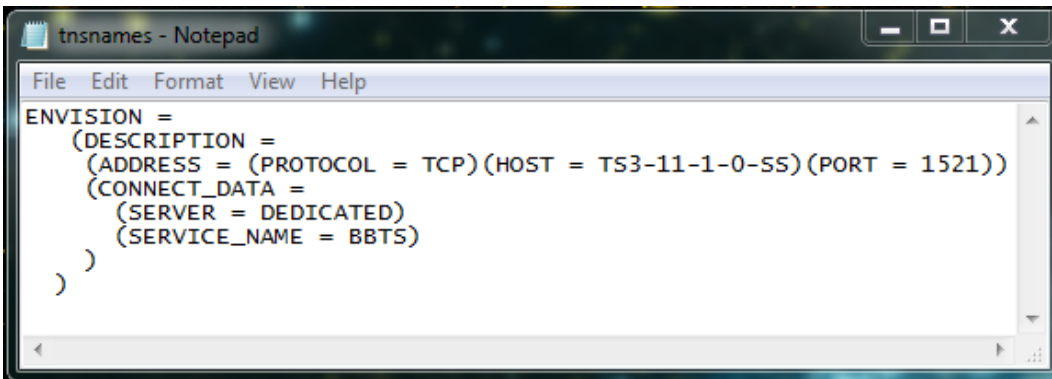 tnsnames - Notepad
File Edit Format View Help
ENVISION =
   (DESCRIPTION =
    (ADDRESS = (PROTOCOL = TCP)(HOST = TS3-11-1-0-SS)(PORT = 1521))
    (CONNECT_DATA =
      (SERVER = DEDICATED)
      (SERVICE_NAME = BBTS)
    )
  )